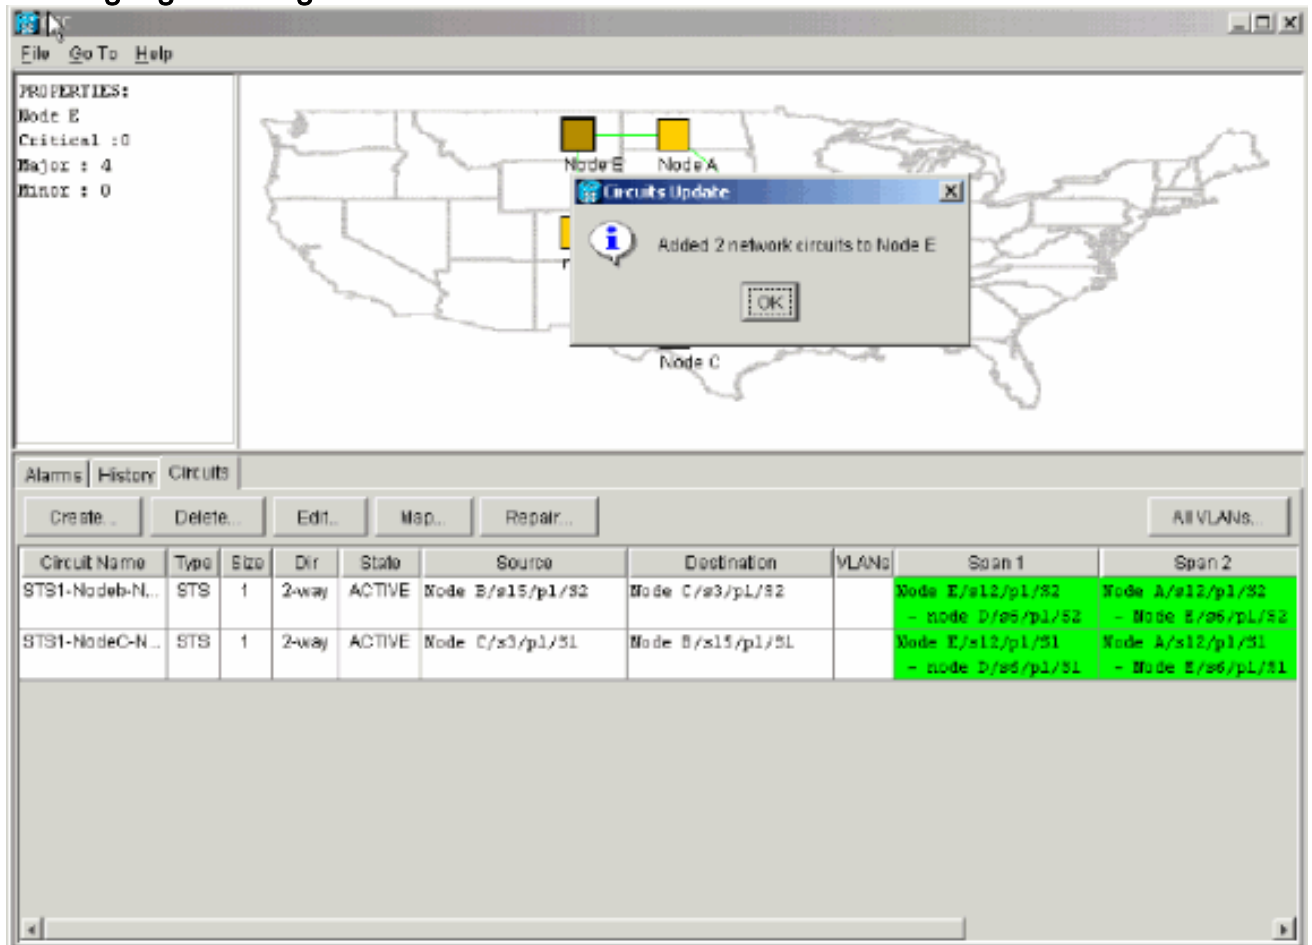 File Go To Help
PROPERTIES:
Node E
Critical :0
Major : 4
Minor : 0
Node E Node A
Circuits Update
Added 2 network circuits to Node E
OK
Node C
Alarms History Circuits
Create... Delete... Edit... Map... Repair... All VLANs...
Circuit Name Type Size Dir State Source Destination VLANs Span 1 Span 2
STS1-Nodeb-N... STS 1 2-way ACTIVE Node B/s15/p1/S2 Node C/s3/p1/S2 Node E/s12/p1/S2 Node A/s12/p1/S2
- node D/s6/p1/S2 - Node E/s6/p1/S2
STS1-NodeC-N... STS 1 2-way ACTIVE Node C/s3/p1/S1 Node B/s15/p1/S1 Node E/s12/p1/S1 Node A/s12/p1/S1
- node D/s6/p1/S1 - Node E/s6/p1/S1